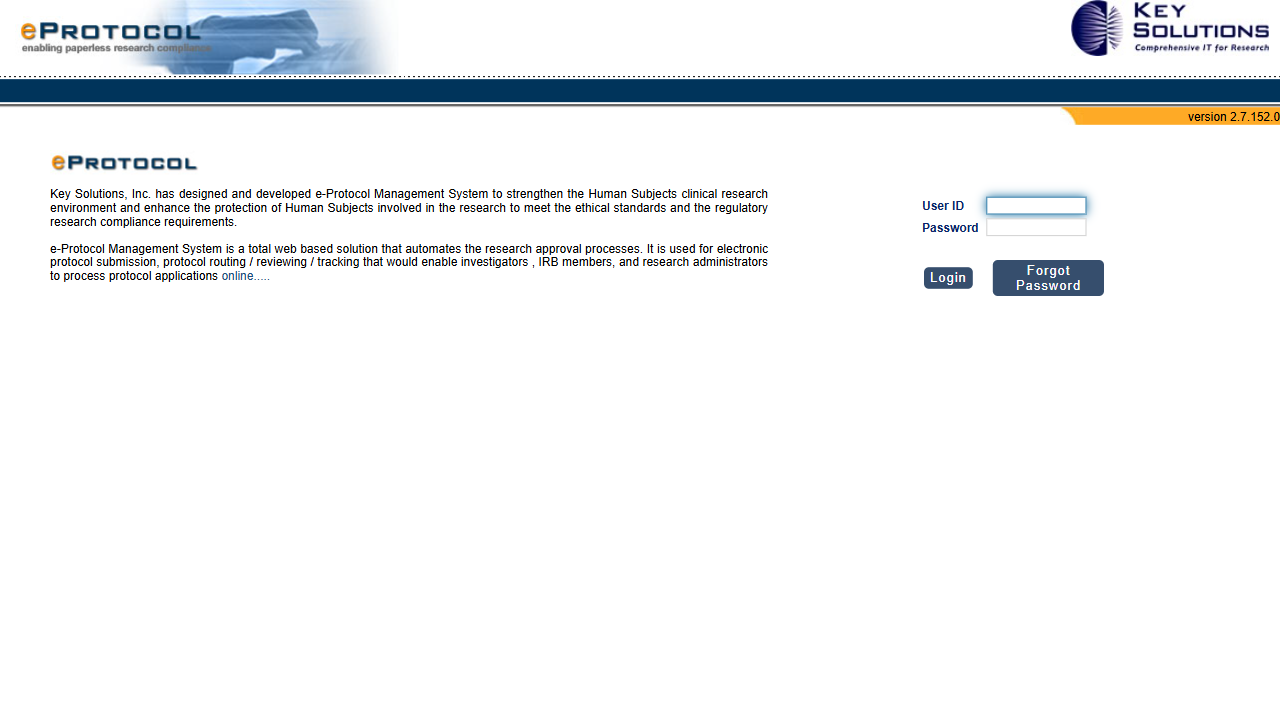 ePROTOCOL
enabling paperless research compliance
KEY
SOLUTIONS
Comprehensive IT for Research
version 2.7.152.0
ePROTOCOL
Key Solutions, Inc. has designed and developed e-Protocol Management System to strengthen the Human Subjects clinical research
environment and enhance the protection of Human Subjects involved in the research to meet the ethical standards and the regulatory
research compliance requirements.
e-Protocol Management System is a total web based solution that automates the research approval processes. It is used for electronic
protocol submission, protocol routing / reviewing / tracking that would enable investigators , IRB members, and research administrators
to process protocol applications online.....
User ID
Password
Login
Forgot
Password